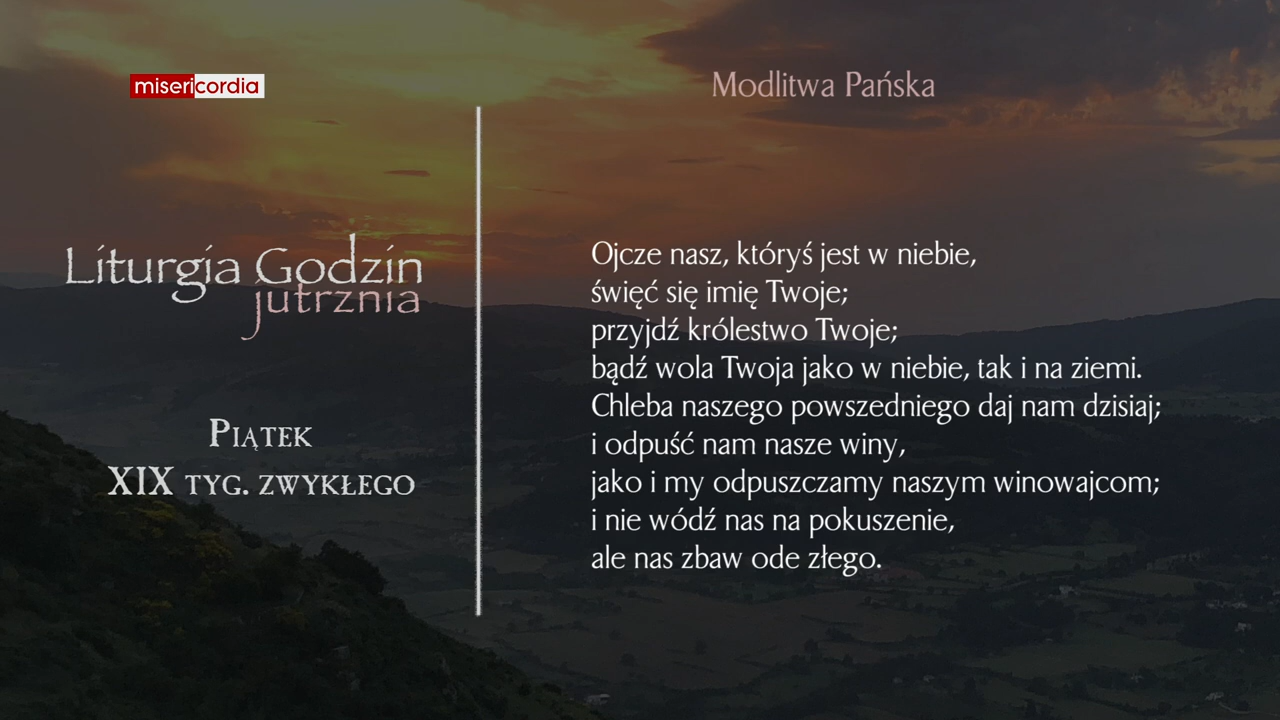 misericordia
Liturgia Godzin
jutrznia
Piątek
XIX tyg. zwykłego
Modlitwa Pańska
Ojcze nasz, któryś jest w niebie,
święć się imię Twoje;
przyjdź królestwo Twoje;
bądź wola Twoja jako w niebie, tak i na ziemi.
Chleba naszego powszedniego daj nam dzisiaj;
i odpuść nam nasze winy,
jako i my odpuszczamy naszym winowajcom;
i nie wódź nas na pokuszenie,
ale nas zbaw ode złego.